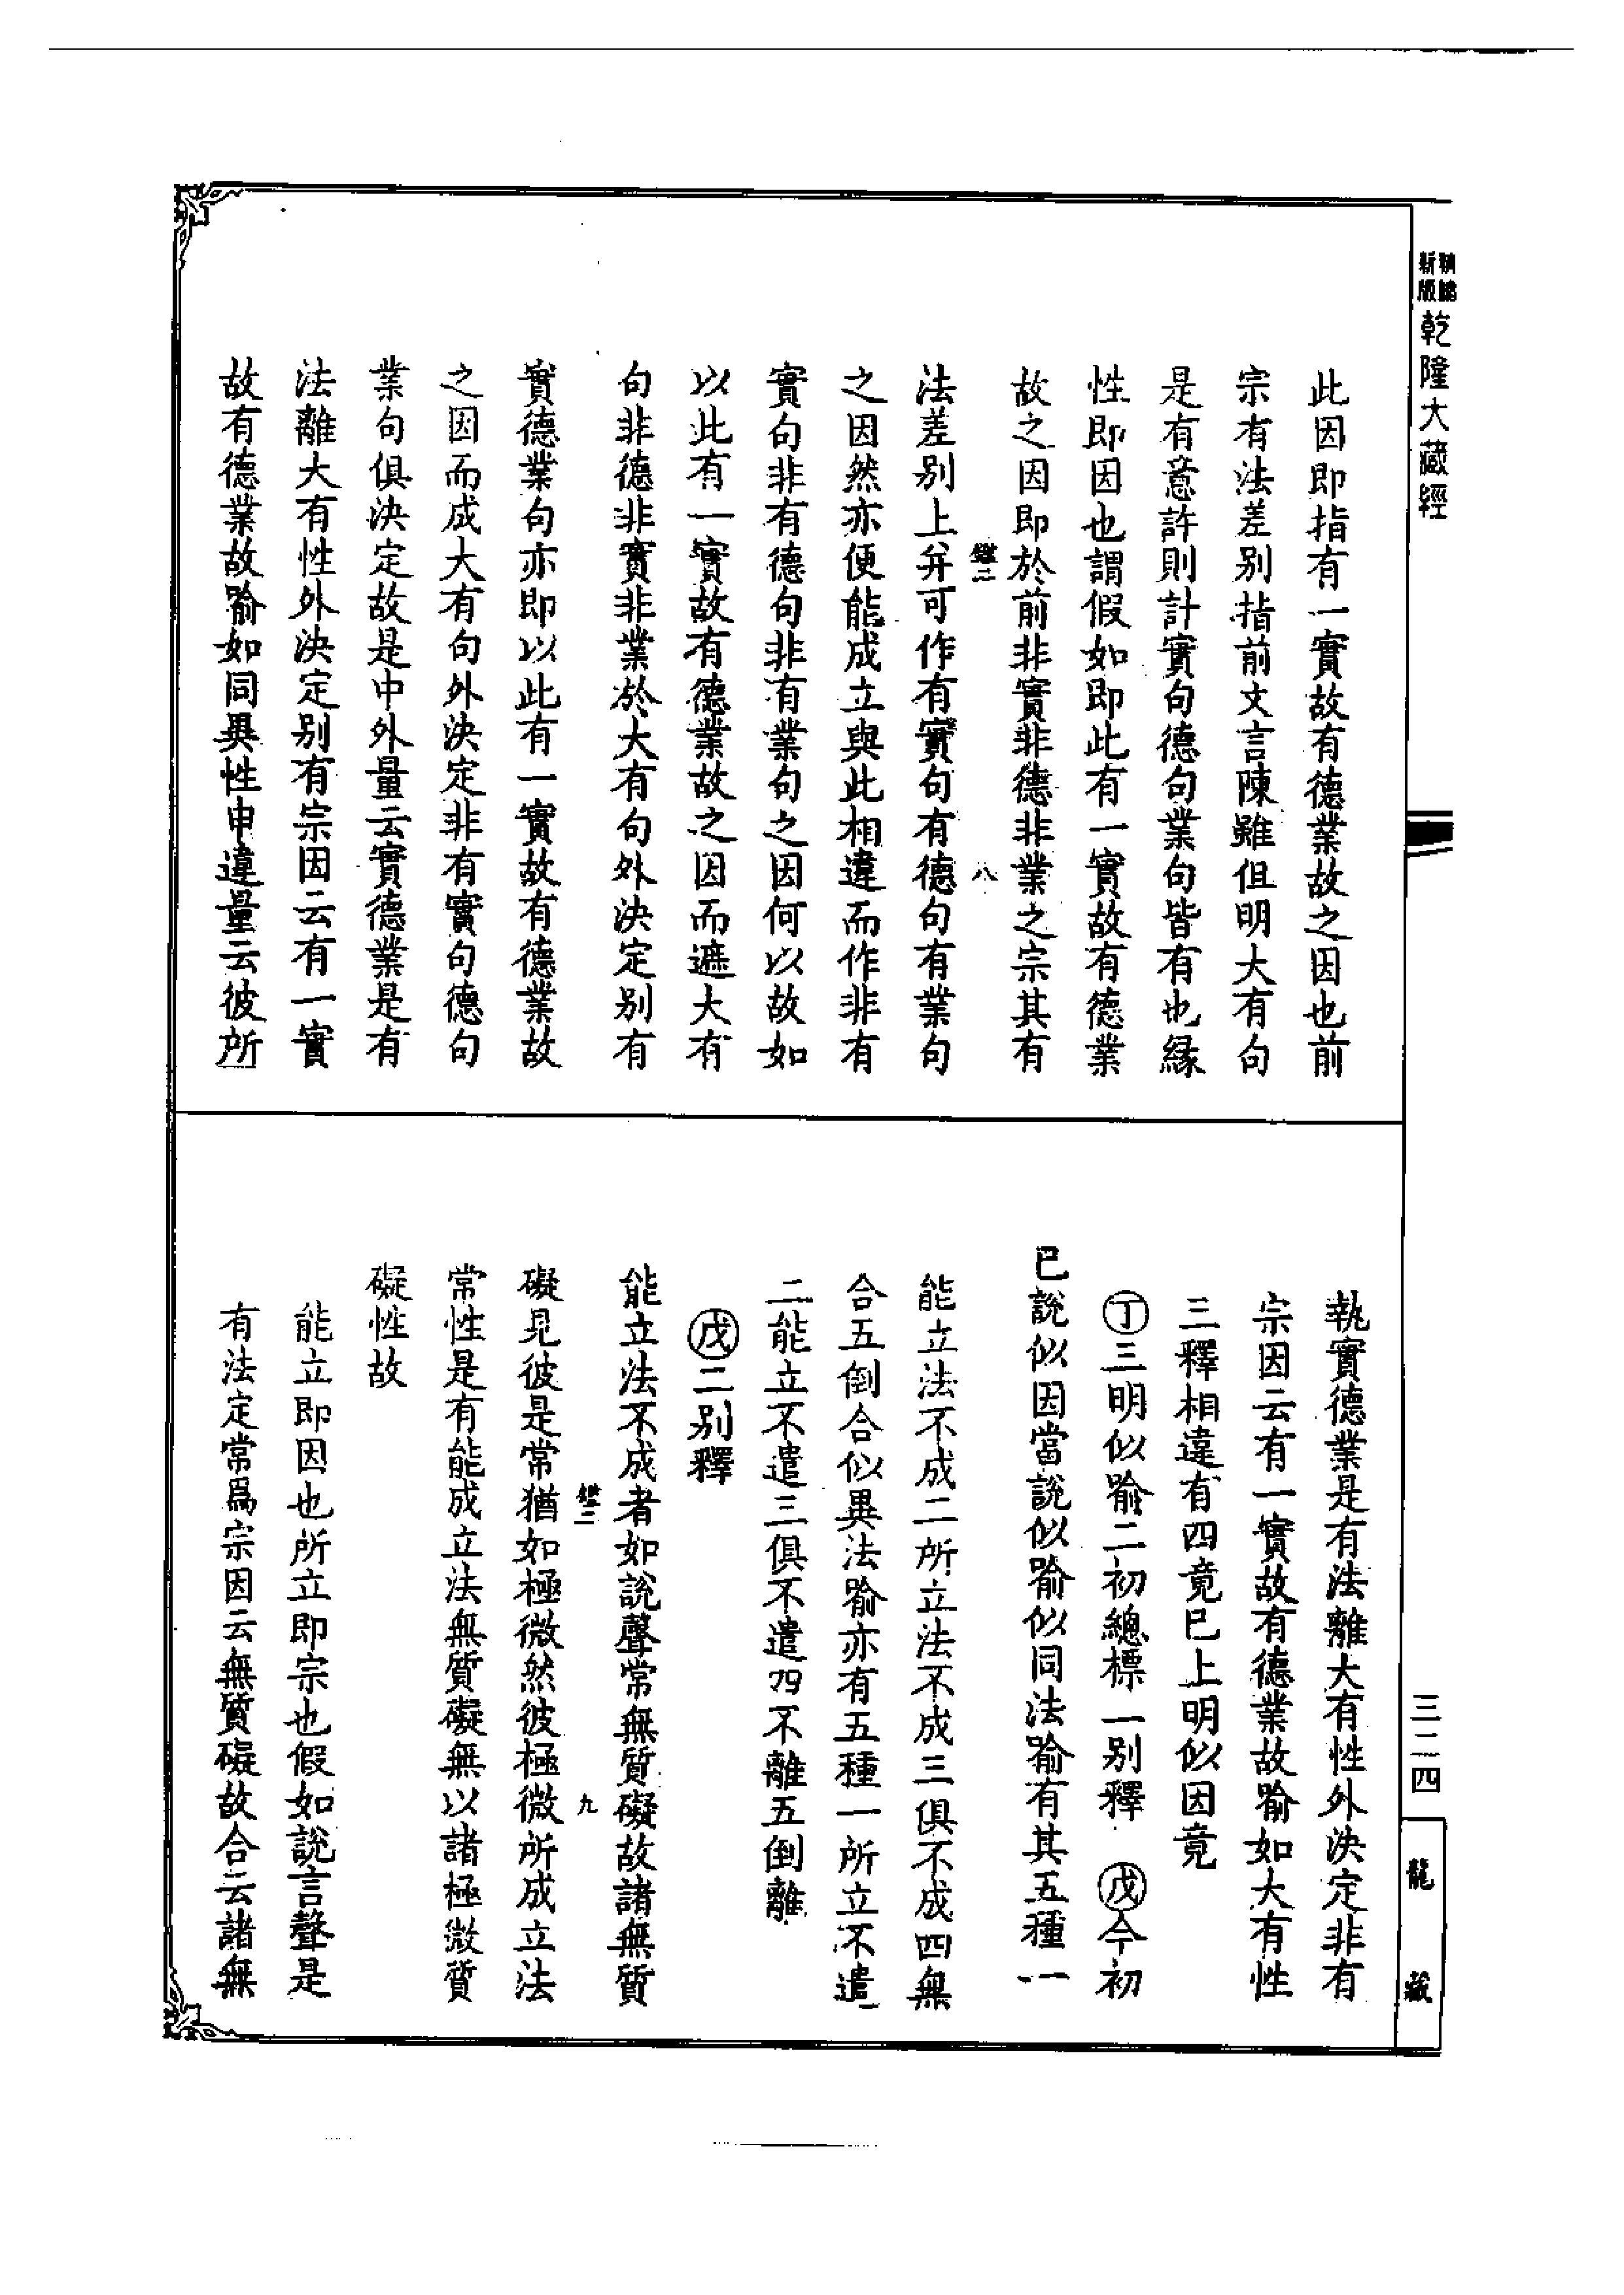 新版
乾隆大藏經
此因即指有一實故有德業故之因也前
宗有法差别指前文言陳雖但明大有句
是有意許則計實句德句業句皆有也緣
性即因也謂假如即此有一實故有德業
故之因即於前非實非德非業之宗其有
八
法差别上并可作有實句有德句有業句
之因然亦便能成立與此相違而作非有
實句非有德句非有業句之因何以故如
以此有一實故有德業故之因而遮大有
句非德非實非業於大有句外決定别有
實德業句亦即以此有一實故有德業故
之因而成大有句外決定非有實句德句
業句俱決定故是中外量云實德業是有
法離大有性外決定别有宗因云有一實
故有德業故喻如同異性申違量云彼所
執實德業是有法離大有性外決定非有
宗因云有一實故有德業故喻如大有性
三釋相違有四竟已上明似因竟
丁三明似喻二初總標一别釋 戊今初
已說似因當說似喻似同法喻有其五種一
能立法不成二所立法不成三俱不成四無
合五倒合似異法喻亦有五種一所立不遣
二能立不遣三俱不遣四不離五倒離
戊二别釋
能立法不成者如說聲常無質礙故諸無質
九
礙見彼是常猶如極微然彼極微所成立法
常性是有能成立法無質礙無以諸極微質
礙性故
能立即因也所立即宗也假如說言聲是
有法定常爲宗因云無質礙故合云諸無
三二四
龍藏